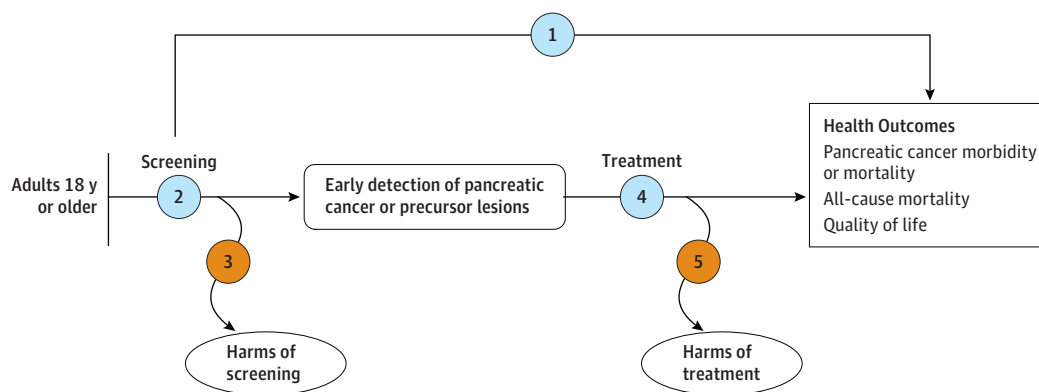 1
Screening
Treatment
Adults 18 y
or older
2
Early detection of pancreatic
cancer or precursor lesions
4
Health Outcomes
Pancreatic cancer morbidity
or mortality
All-cause mortality
Quality of life
3
5
Harms of
screening
Harms of
treatment